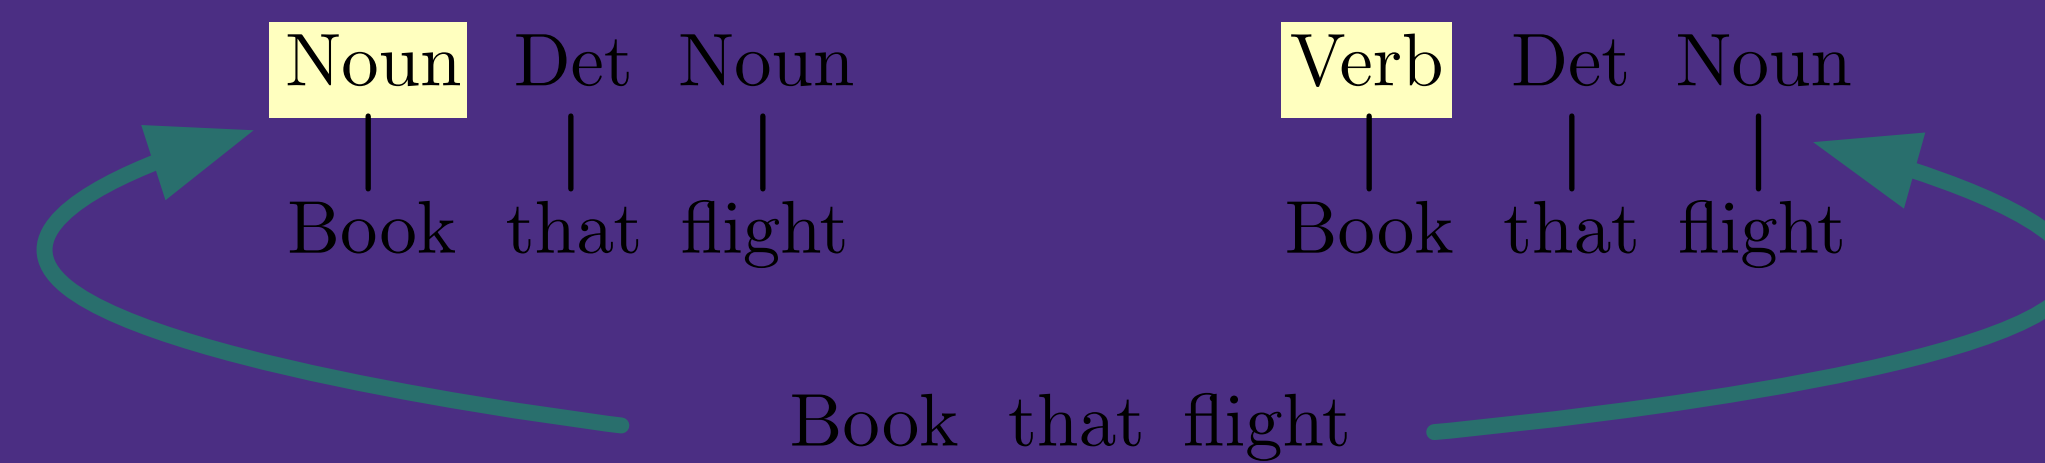 Noun Det Noun Verb Det Noun
Book that flight Book that flight
Book that flight